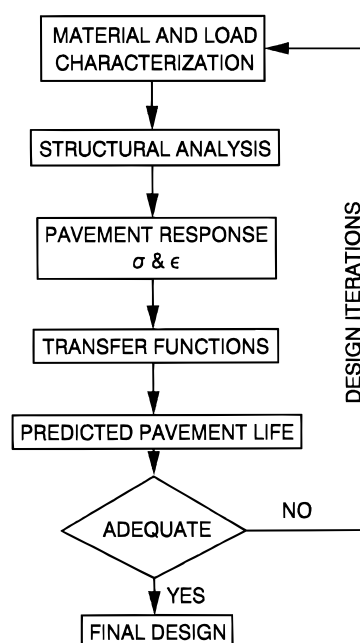 MATERIAL AND LOAD
CHARACTERIZATION
STRUCTURAL ANALYSIS
PAVEMENT RESPONSE
σ & ϵ
TRANSFER FUNCTIONS
PREDICTED PAVEMENT LIFE
ADEQUATE
NO
YES
FINAL DESIGN
DESIGN ITERATIONS